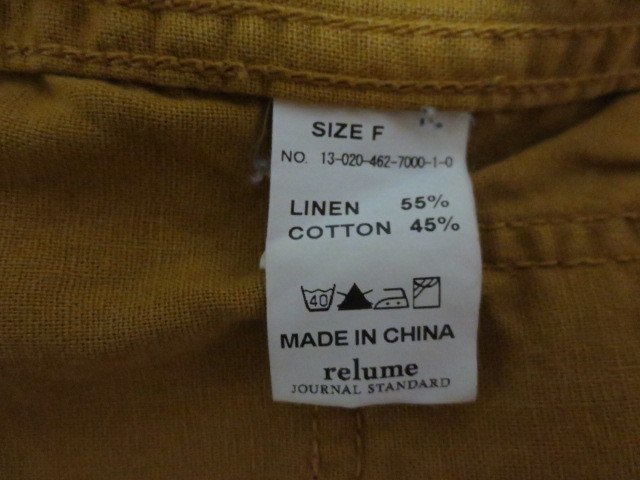 SIZE F
NO. 13-020-462-7000-1-0
LINEN 55%
COTTON 45%
40
MADE IN CHINA
relume
JOURNAL STANDARD